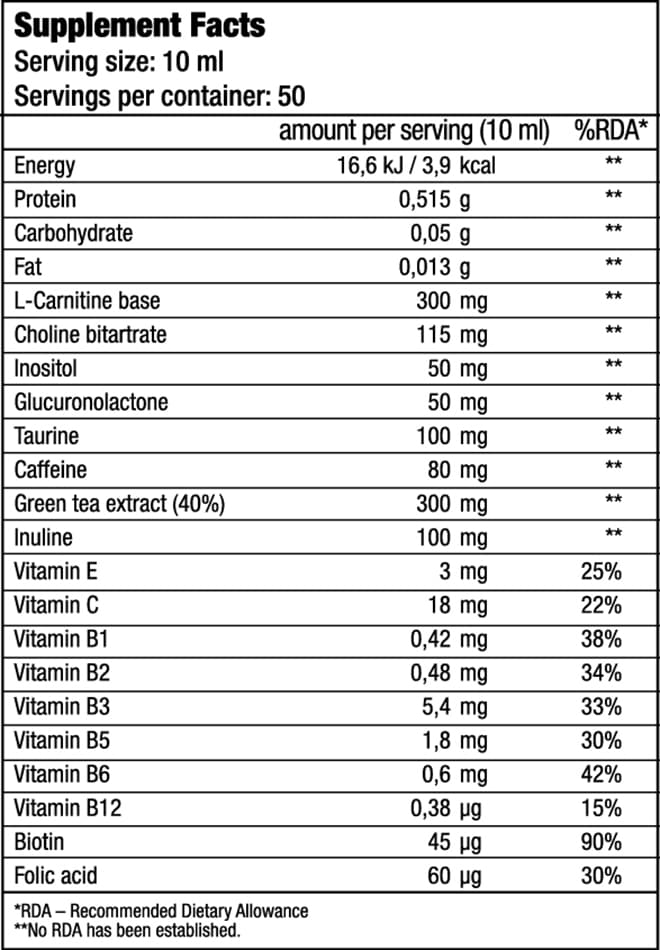 Supplement Facts
Serving size: 10 ml
Servings per container: 50
amount per serving (10 ml) %RDA*
Energy 16,6 kJ / 3,9 kcal **
Protein 0,515 g **
Carbohydrate 0,05 g **
Fat 0,013 g **
L-Carnitine base 300 mg **
Choline bitartrate 115 mg **
Inositol 50 mg **
Glucuronolactone 50 mg **
Taurine 100 mg **
Caffeine 80 mg **
Green tea extract (40%) 300 mg **
Inuline 100 mg **
Vitamin E 3 mg 25%
Vitamin C 18 mg 22%
Vitamin B1 0,42 mg 38%
Vitamin B2 0,48 mg 34%
Vitamin B3 5,4 mg 33%
Vitamin B5 1,8 mg 30%
Vitamin B6 0,6 mg 42%
Vitamin B12 0,38 µg 15%
Biotin 45 µg 90%
Folic acid 60 µg 30%
*RDA – Recommended Dietary Allowance
**No RDA has been established.